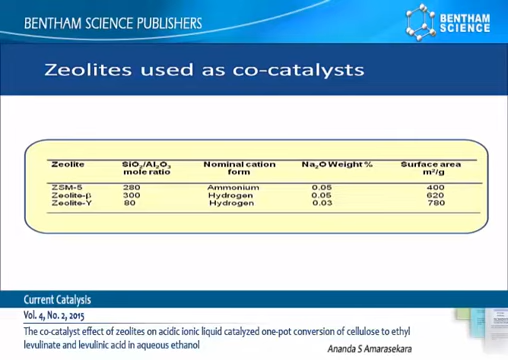 BENTHAM SCIENCE PUBLISHERS
BENTHAM
SCIENCE
Zeolites used as co-catalysts
Zeolite SiO₂/Al₂O₃ mole ratio Nominal cation form Na₂O Weight % Surface area m²/g
ZSM-5 280 Ammonium 0.05 400
Zeolite-β 300 Hydrogen 0.05 620
Zeolite-Y 80 Hydrogen 0.03 780
Current Catalysis
Vol. 4, No. 2, 2015
The co-catalyst effect of zeolites on acidic ionic liquid catalyzed one-pot conversion of cellulose to ethyl
levulinate and levulinic acid in aqueous ethanol
Ananda S Amarasekara